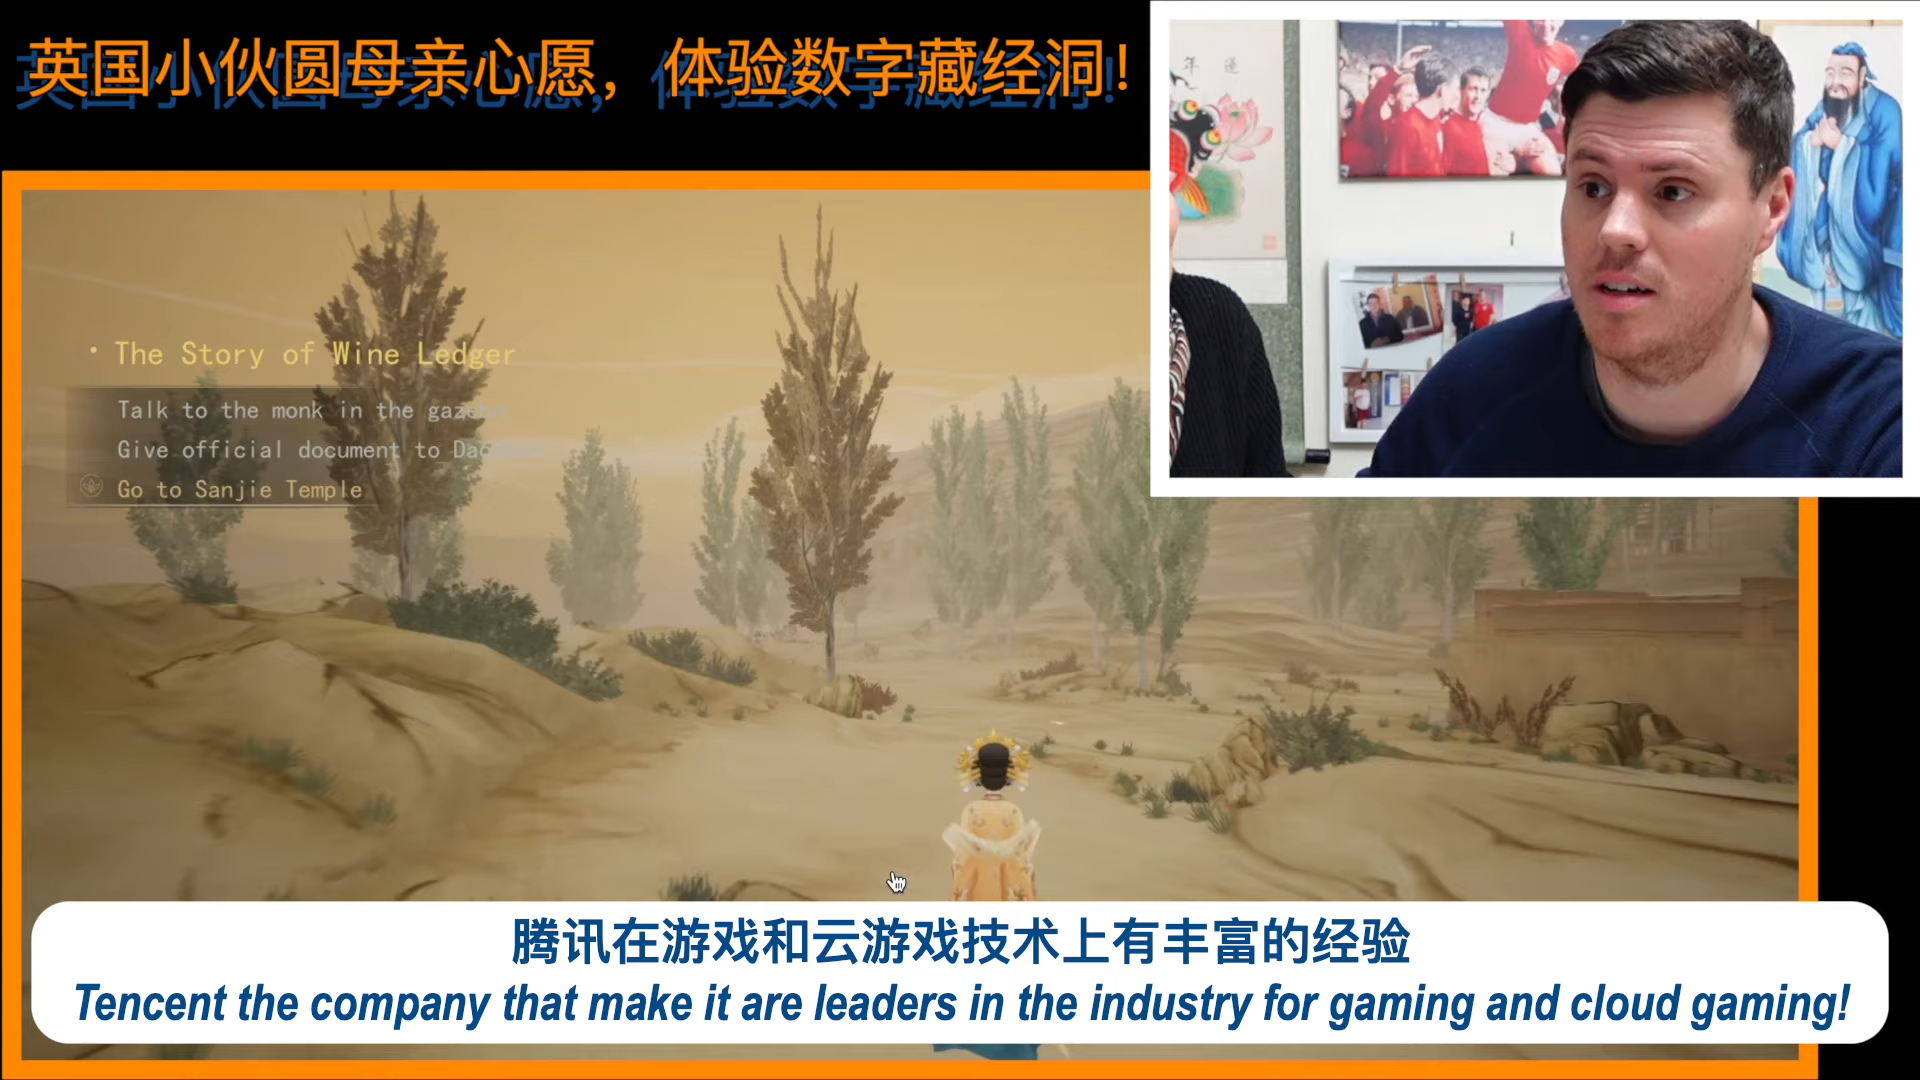 英国小伙圆母亲心愿，体验数字藏经洞！
年 逢
• The Story of Wine Ledger
Talk to the monk in the gazebo
Give official document to
Go to Sanjie Temple
腾讯在游戏和云游戏技术上有丰富的经验
Tencent the company that make it are leaders in the industry for gaming and cloud gaming!